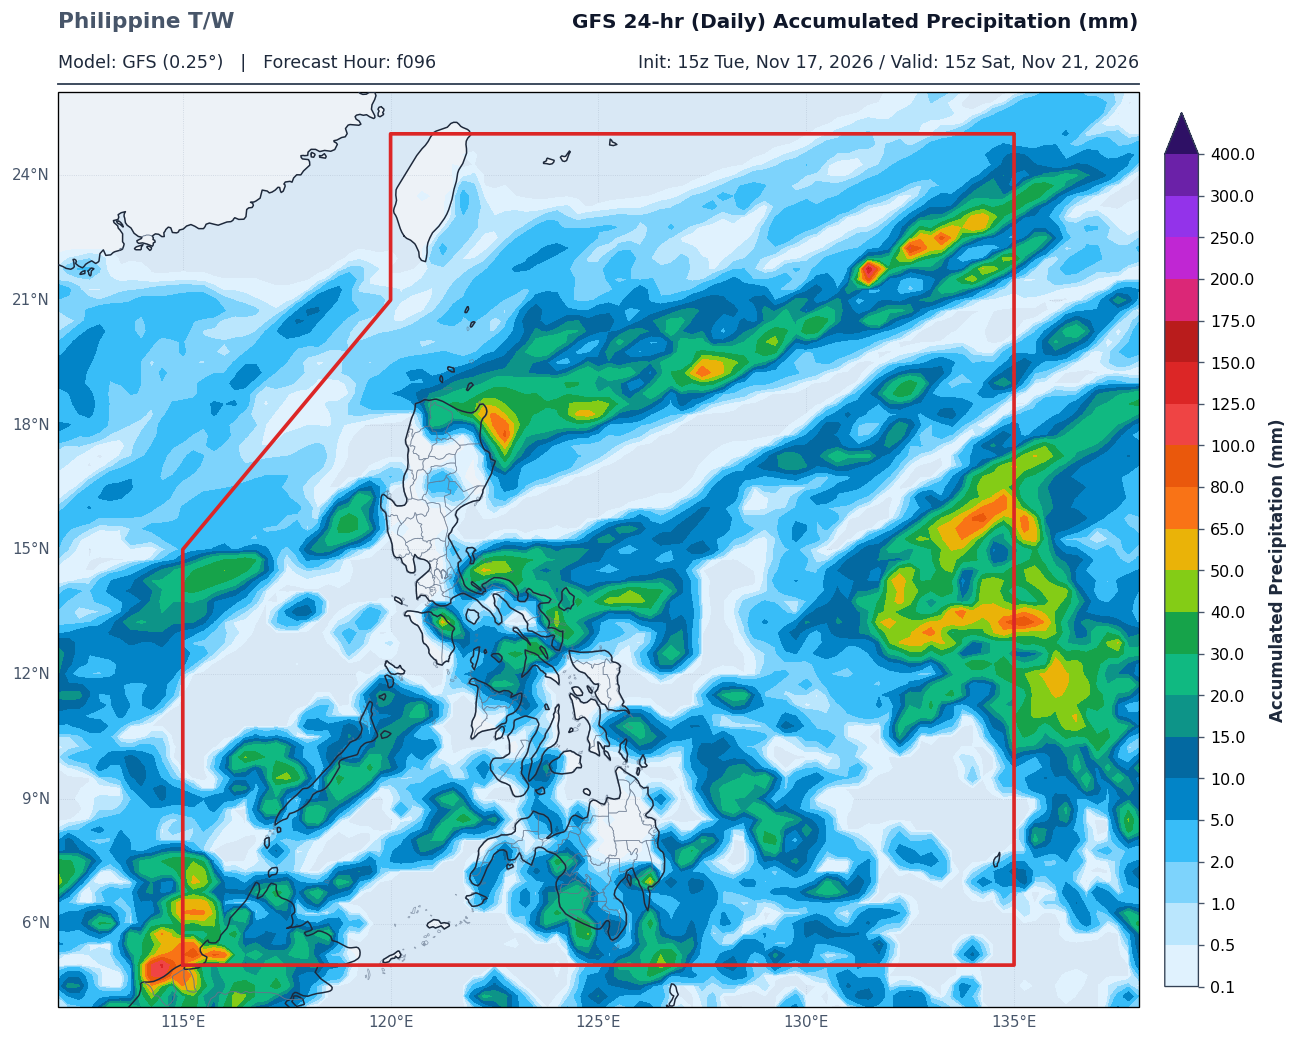 Philippine T/W
GFS 24-hr (Daily) Accumulated Precipitation (mm)
Model: GFS (0.25°) | Forecast Hour: f096
Init: 15z Tue, Nov 17, 2026 / Valid: 15z Sat, Nov 21, 2026
24°N
21°N
18°N
15°N
12°N
9°N
6°N
115°E
120°E
125°E
130°E
135°E
400.0
300.0
250.0
200.0
175.0
150.0
125.0
100.0
80.0
65.0
50.0
40.0
30.0
20.0
15.0
10.0
5.0
2.0
1.0
0.5
0.1
Accumulated Precipitation (mm)